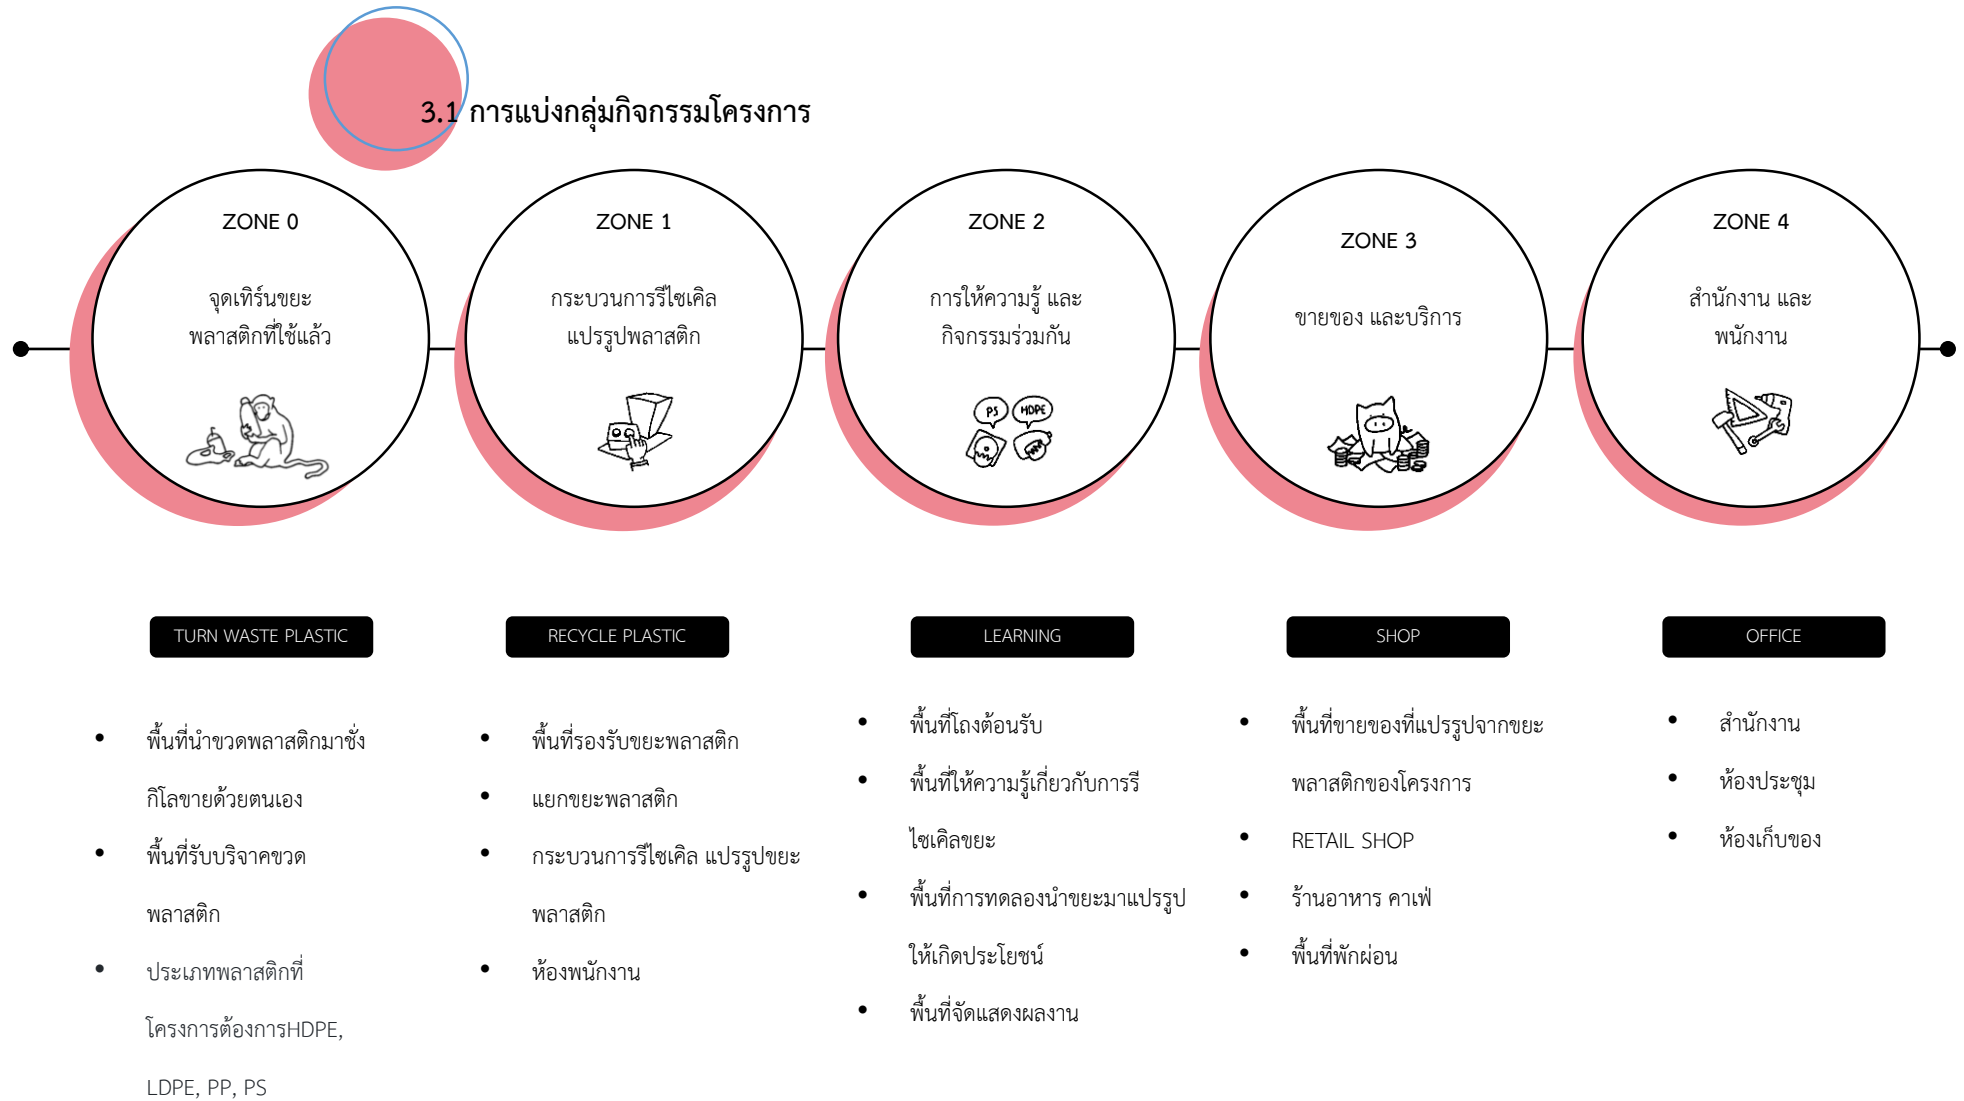 3.1 การแบ่งกลุ่มกิจกรรมโครงการ
ZONE 0
จุดเทิร์นขยะ
พลาสติกที่ใช้แล้ว
ZONE 1
กระบวนการรีไซเคิล
แปรรูปพลาสติก
ZONE 2
การให้ความรู้ และ
กิจกรรมร่วมกัน
PS
HDPE
ZONE 3
ขายของ และบริการ
ZONE 4
สำนักงาน และ
พนักงาน
TURN WASTE PLASTIC
• พื้นที่นำขวดพลาสติกมาชั่ง
กิโลขายด้วยตนเอง
• พื้นที่รับบริจาคขวด
พลาสติก
• ประเภทพลาสติกที่
โครงการต้องการHDPE,
LDPE, PP, PS
RECYCLE PLASTIC
• พื้นที่รองรับขยะพลาสติก
• แยกขยะพลาสติก
• กระบวนการรีไซเคิล แปรรูปขยะ
พลาสติก
• ห้องพนักงาน
LEARNING
• พื้นที่โถงต้อนรับ
• พื้นที่ให้ความรู้เกี่ยวกับการรี
ไซเคิลขยะ
• พื้นที่การทดลองนำขยะมาแปรรูป
ให้เกิดประโยชน์
• พื้นที่จัดแสดงผลงาน
SHOP
• พื้นที่ขายของที่แปรรูปจากขยะ
พลาสติกของโครงการ
• RETAIL SHOP
• ร้านอาหาร คาเฟ่
• พื้นที่พักผ่อน
OFFICE
• สำนักงาน
• ห้องประชุม
• ห้องเก็บของ